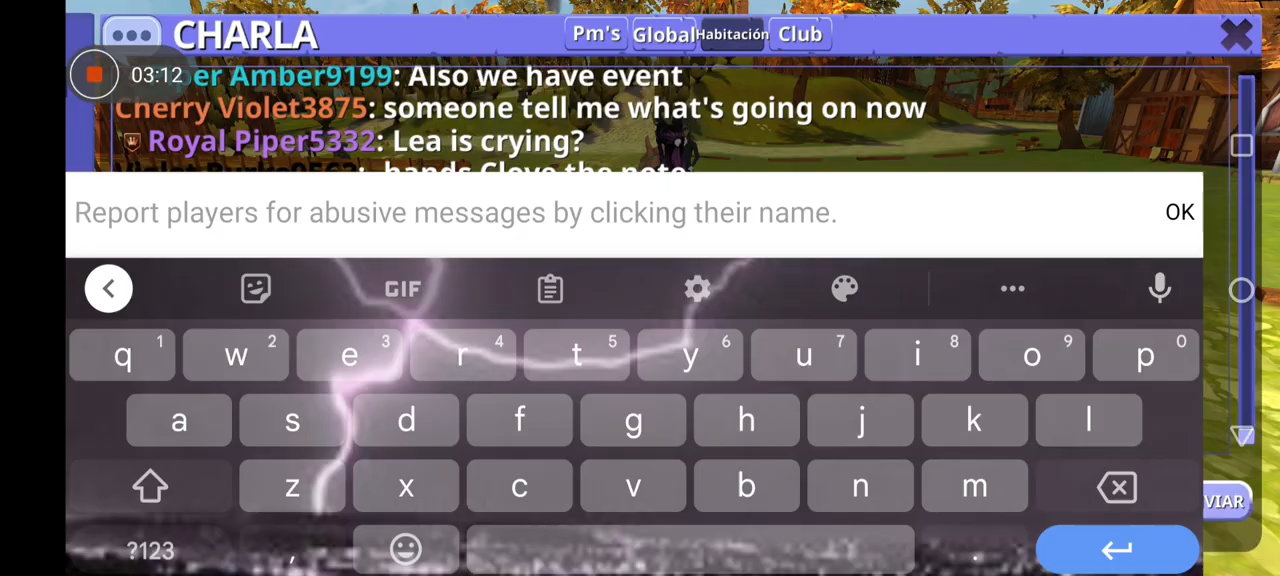 CHARLA Pm's Global Habitación Club
03:12 er Amber9199: Also we have event
Cherry Violet3875: someone tell me what's going on now
Royal Piper5332: Lea is crying?
Report players for abusive messages by clicking their name. OK
GIF
q 1 w 2 e 3 r 4 t 5 y 6 u 7 i 8 o 9 p 0
a s d f g h j k l
z x c v b n m
VIAR
?123 , .